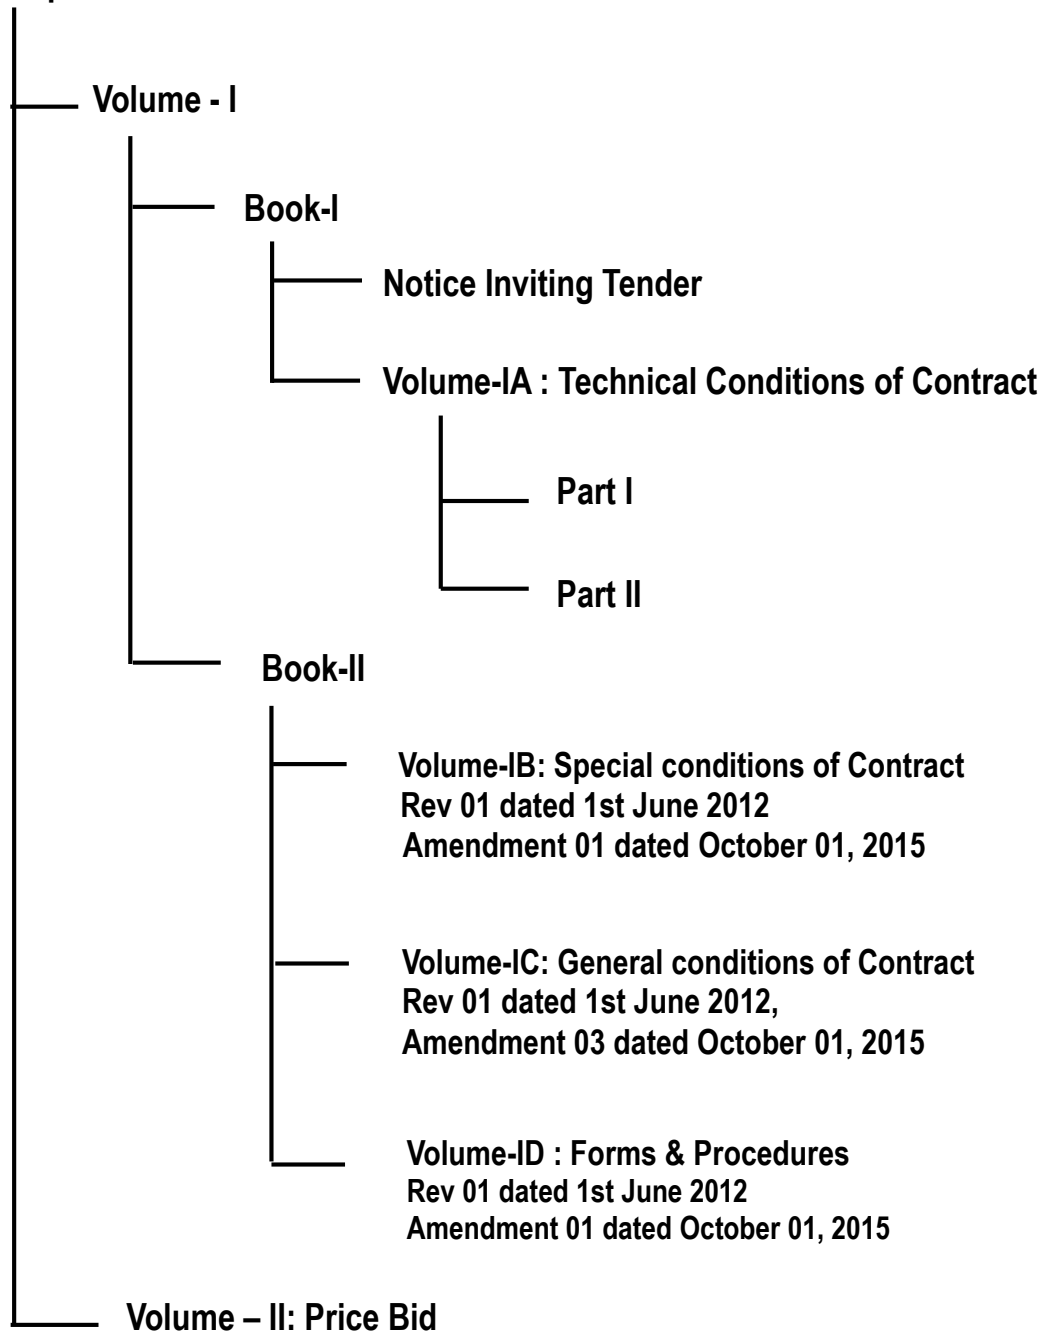 Volume - I
Book-I
Notice Inviting Tender
Volume-IA : Technical Conditions of Contract
Part I
Part II
Book-II
Volume-IB: Special conditions of Contract
Rev 01 dated 1st June 2012
Amendment 01 dated October 01, 2015
Volume-IC: General conditions of Contract
Rev 01 dated 1st June 2012,
Amendment 03 dated October 01, 2015
Volume-ID : Forms & Procedures
Rev 01 dated 1st June 2012
Amendment 01 dated October 01, 2015
Volume – II: Price Bid